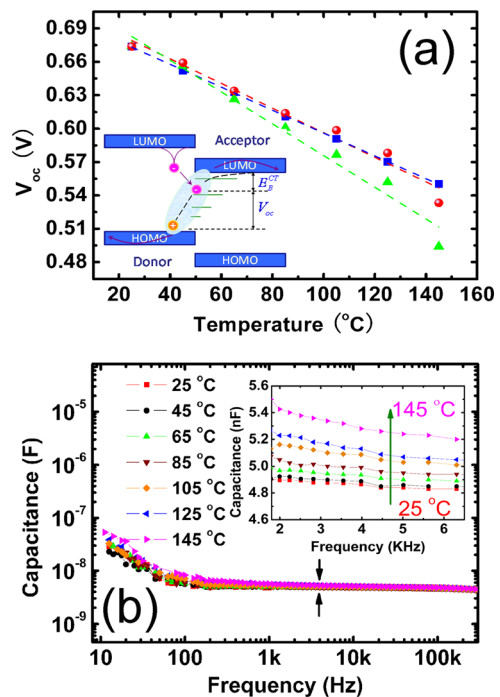 (a)
0.69
0.66
0.63
0.60
0.57
0.54
0.51
0.48
V_oc (V)
LUMO Acceptor
LUMO
E_B^CT
V_oc
HOMO
Donor HOMO
20 40 60 80 100 120 140 160
Temperature (°C)
10^-5
10^-6
10^-7
10^-8
10^-9
Capacitance (F)
25 °C
45 °C
65 °C
85 °C
105 °C
125 °C
145 °C
5.6
5.4
5.2
5.0
4.8
Capacitance (nF)
145 °C
25 °C
2 3 4 5 6
Frequency (KHz)
(b)
10 100 1k 10k 100k
Frequency (Hz)